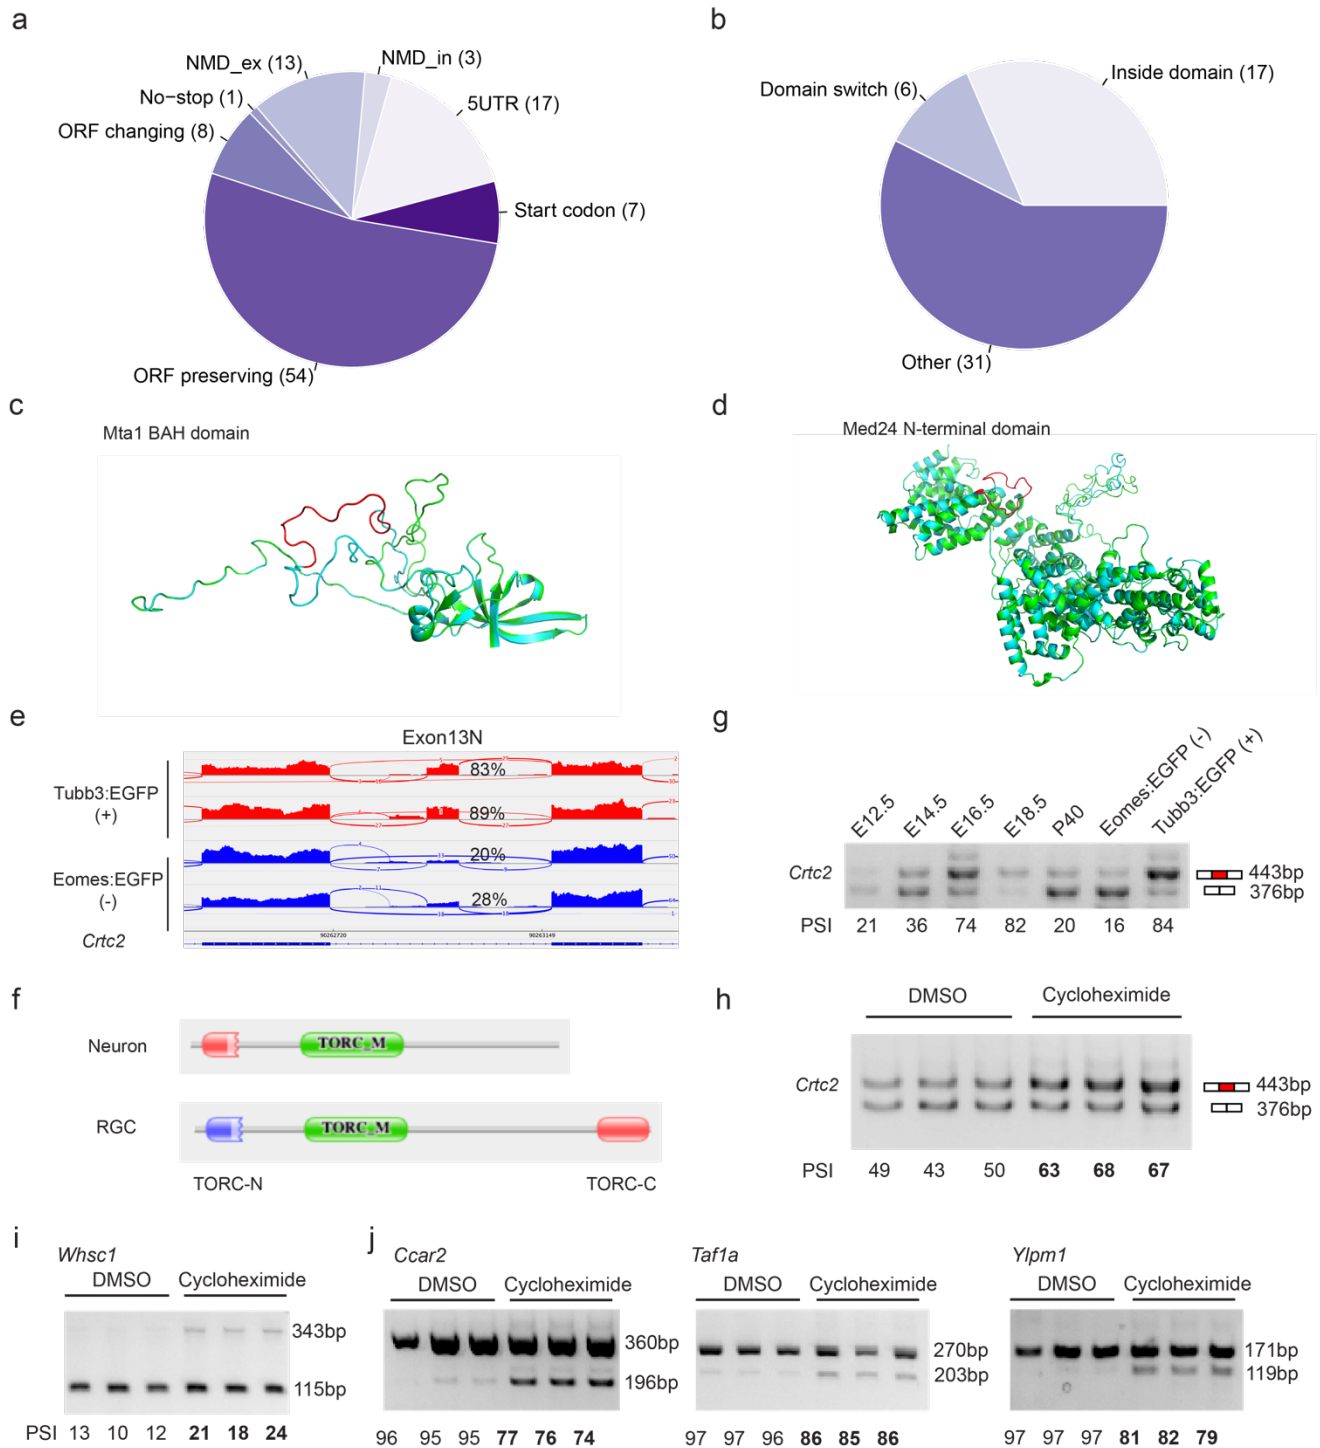 a
NMD_ex (13)
NMD_in (3)
No-stop (1)
5UTR (17)
ORF changing (8)
Start codon (7)
ORF preserving (54)
b
Inside domain (17)
Domain switch (6)
Other (31)
c
Mta1 BAH domain
d
Med24 N-terminal domain
e
Exon13N
Tubb3:EGFP
(+)
83%
89%
Eomes:EGFP
(-)
20%
28%
Crtc2
90262720
90263149
g
E12.5
E14.5
E16.5
E18.5
P40
Eomes:EGFP (-)
Tubb3:EGFP (+)
Crtc2
443bp
376bp
PSI 21 36 74 82 20 16 84
f
Neuron
TORC_M
RGC
TORC_M
TORC-N
TORC-C
h
DMSO Cycloheximide
Crtc2
443bp
376bp
PSI 49 43 50 63 68 67
i
Whsc1
DMSO Cycloheximide
343bp
115bp
PSI 13 10 12 21 18 24
j
Ccar2
DMSO Cycloheximide
360bp
196bp
96 95 95 77 76 74
Taf1a
DMSO Cycloheximide
270bp
203bp
97 97 96 86 85 86
Ylpm1
DMSO Cycloheximide
171bp
119bp
97 97 97 81 82 79